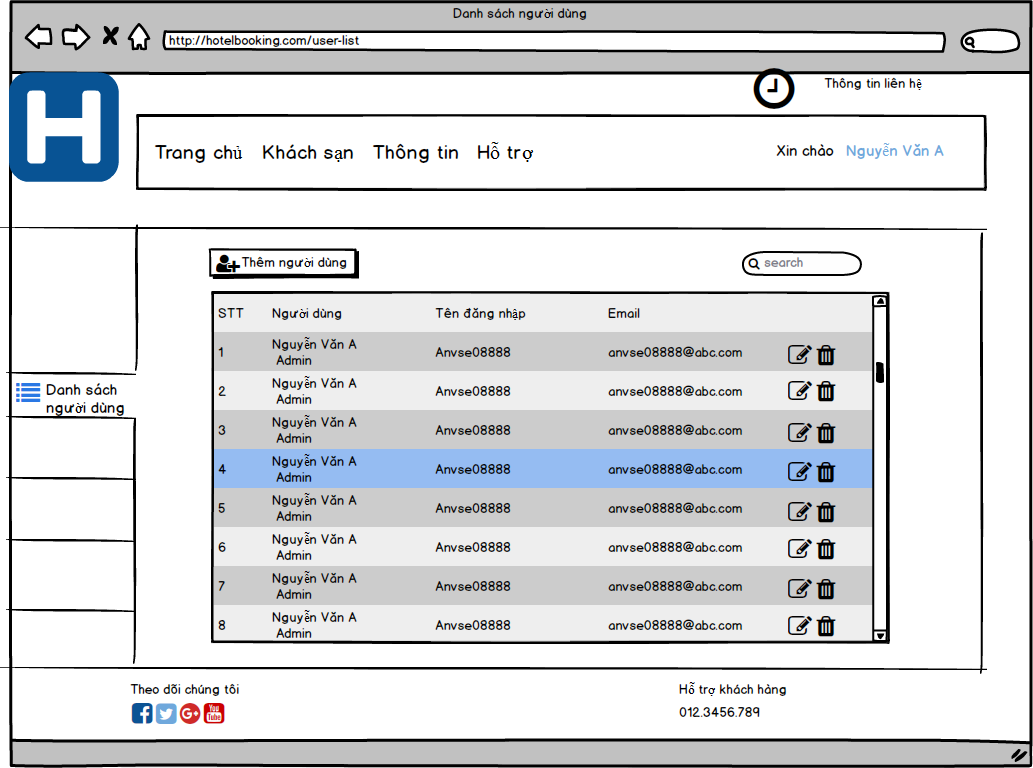 Danh sách người dùng
http://hotelbooking.com/user-list
Thông tin liên hệ
H
Trang chủ Khách sạn Thông tin Hỗ trợ Xin chào Nguyễn Văn A
Thêm người dùng
search
STT Người dùng Tên đăng nhập Email
1 Nguyễn Văn A Anvse08888 anvse08888@abc.com
Admin
2 Nguyễn Văn A Anvse08888 anvse08888@abc.com
Admin
3 Nguyễn Văn A Anvse08888 anvse08888@abc.com
Admin
4 Nguyễn Văn A Anvse08888 anvse08888@abc.com
Admin
5 Nguyễn Văn A Anvse08888 anvse08888@abc.com
Admin
6 Nguyễn Văn A Anvse08888 anvse08888@abc.com
Admin
7 Nguyễn Văn A Anvse08888 anvse08888@abc.com
Admin
8 Nguyễn Văn A Anvse08888 anvse08888@abc.com
Admin
Danh sách
người dùng
Theo dõi chúng tôi
You
Tube
Hỗ trợ khách hàng
012.3456.789